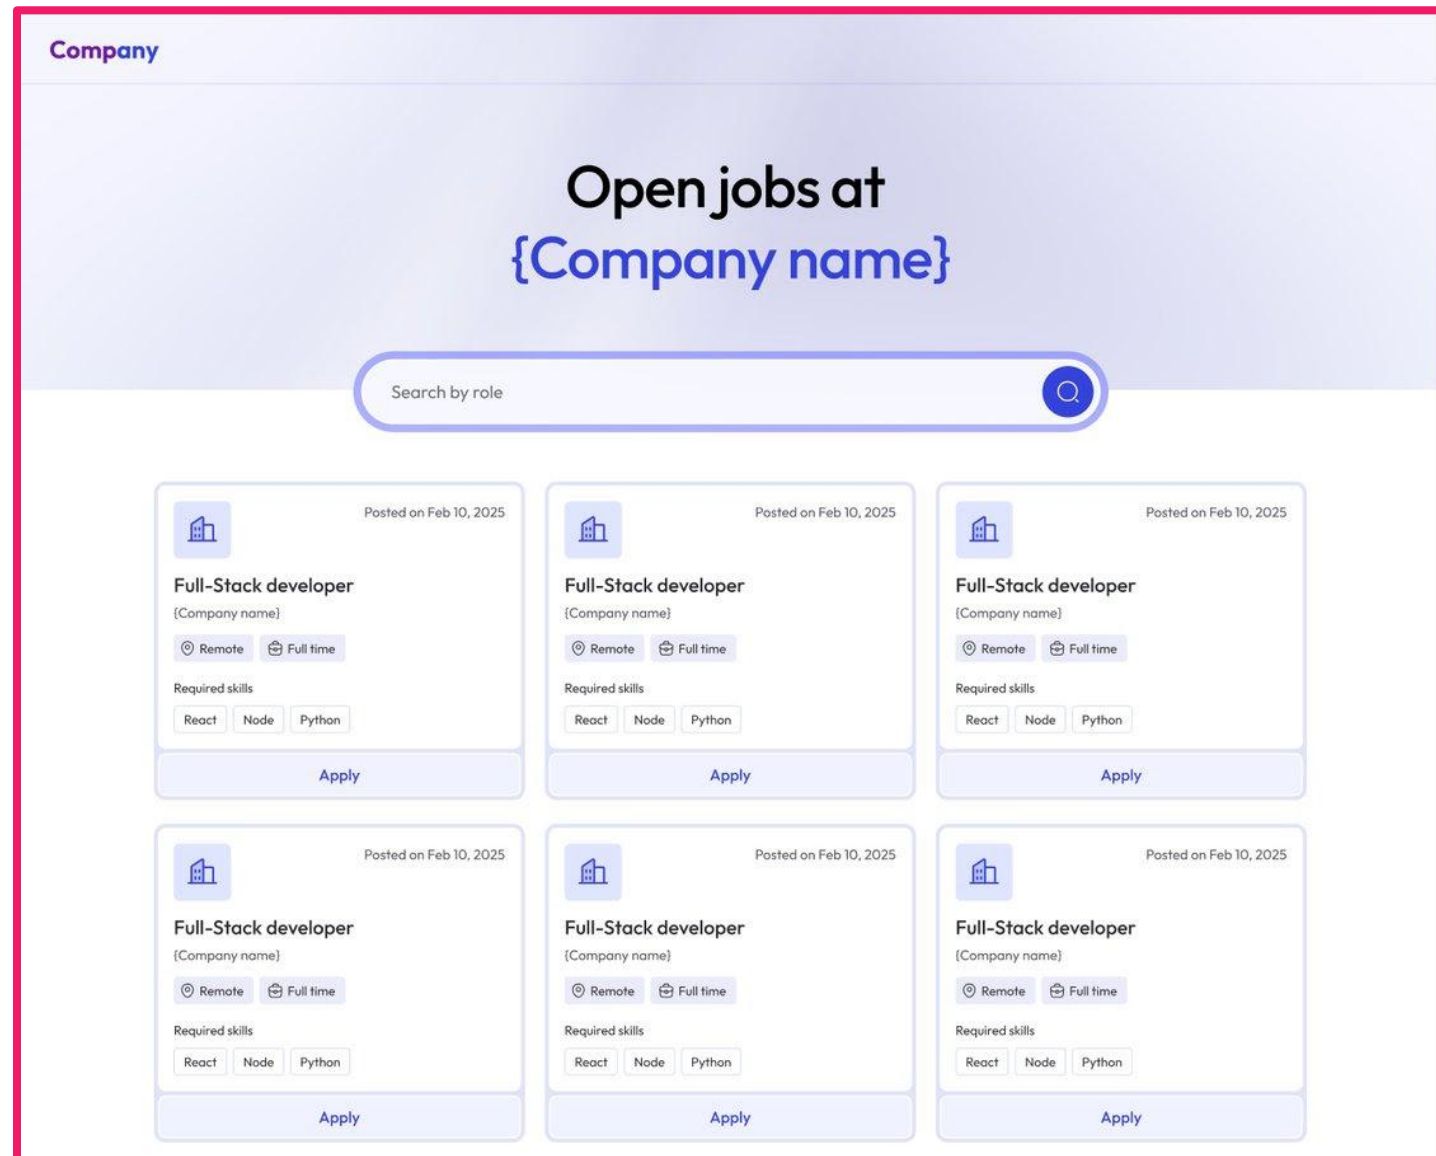 Company
Open jobs at
{Company name}
Search by role
Posted on Feb 10, 2025
Full-Stack developer
{Company name}
Remote Full time
Required skills
React Node Python
Apply
Posted on Feb 10, 2025
Full-Stack developer
{Company name}
Remote Full time
Required skills
React Node Python
Apply
Posted on Feb 10, 2025
Full-Stack developer
{Company name}
Remote Full time
Required skills
React Node Python
Apply
Posted on Feb 10, 2025
Full-Stack developer
{Company name}
Remote Full time
Required skills
React Node Python
Apply
Posted on Feb 10, 2025
Full-Stack developer
{Company name}
Remote Full time
Required skills
React Node Python
Apply
Posted on Feb 10, 2025
Full-Stack developer
{Company name}
Remote Full time
Required skills
React Node Python
Apply